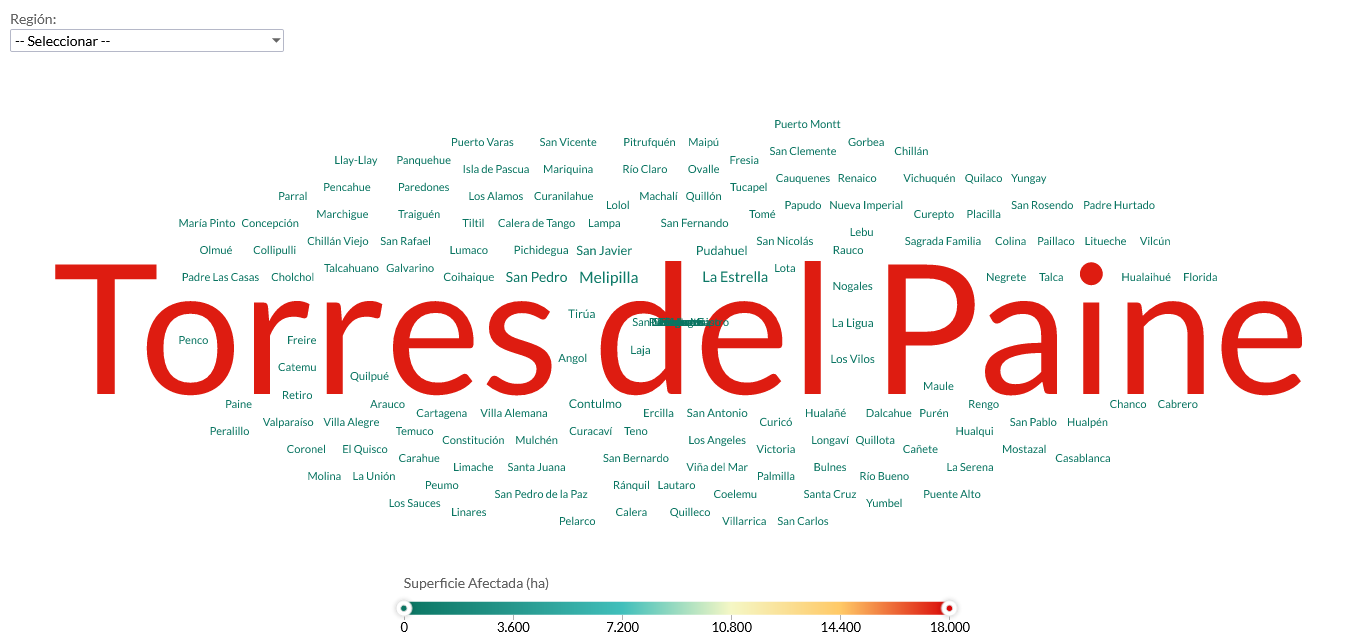 Región:
-- Seleccionar --
Puerto Montt
Puerto Varas San Vicente Pitrufquén Maipú Gorbea
San Clemente Chillán
Llay-Llay Panquehue Fresia
Isla de Pascua Mariquina Río Claro Ovalle
Cauquenes Renaico Vichuquén Quilaco Yungay
Pencahue Paredones Tucapel
Parral Los Alamos Curanilahue Machalí Quillón
Lolol Papudo Nueva Imperial San Rosendo Padre Hurtado
Marchigue Traiguén Tomé Curepto Placilla
María Pinto Concepción Tiltil Calera de Tango Lampa San Fernando
Lebu
Chillán Viejo San Rafael San Nicolás Sagrada Familia Colina Paillaco Litueche Vilcún
Olmué Collipulli Lumaco Pichidegua San Javier Pudahuel Rauco
Talcahuano Galvarino Lota
Padre Las Casas Cholchol Coihaique San Pedro Melipilla La Estrella Negrete Talca Hualaihué Florida
Nogales
Tirúa
La Ligua
Torres del Paine
Penco Freire
Laja
Angol Los Vilos
Catemu
Quilpué
Maule
Retiro
Paine Arauco Contulmo Rengo Chanco Cabrero
Cartagena Villa Alemana Ercilla San Antonio Hualañé Dalcahue Purén
Valparaíso Villa Alegre Curicó San Pablo Hualpén
Peralillo Temuco Curacaví Teno Hualqui
Constitución Mulchén Los Angeles Longaví Quillota
Coronel El Quisco Victoria Cañete Mostazal
Carahue San Bernardo Casablanca
Limache Santa Juana Viña del Mar Bulnes La Serena
Molina La Unión Palmilla Río Bueno
Peumo Ránquil Lautaro
San Pedro de la Paz Coelemu Santa Cruz Puente Alto
Los Sauces Yumbel
Linares Calera Quilleco
Pelarco Villarrica San Carlos
Superficie Afectada (ha)
0 3.600 7.200 10.800 14.400 18.000